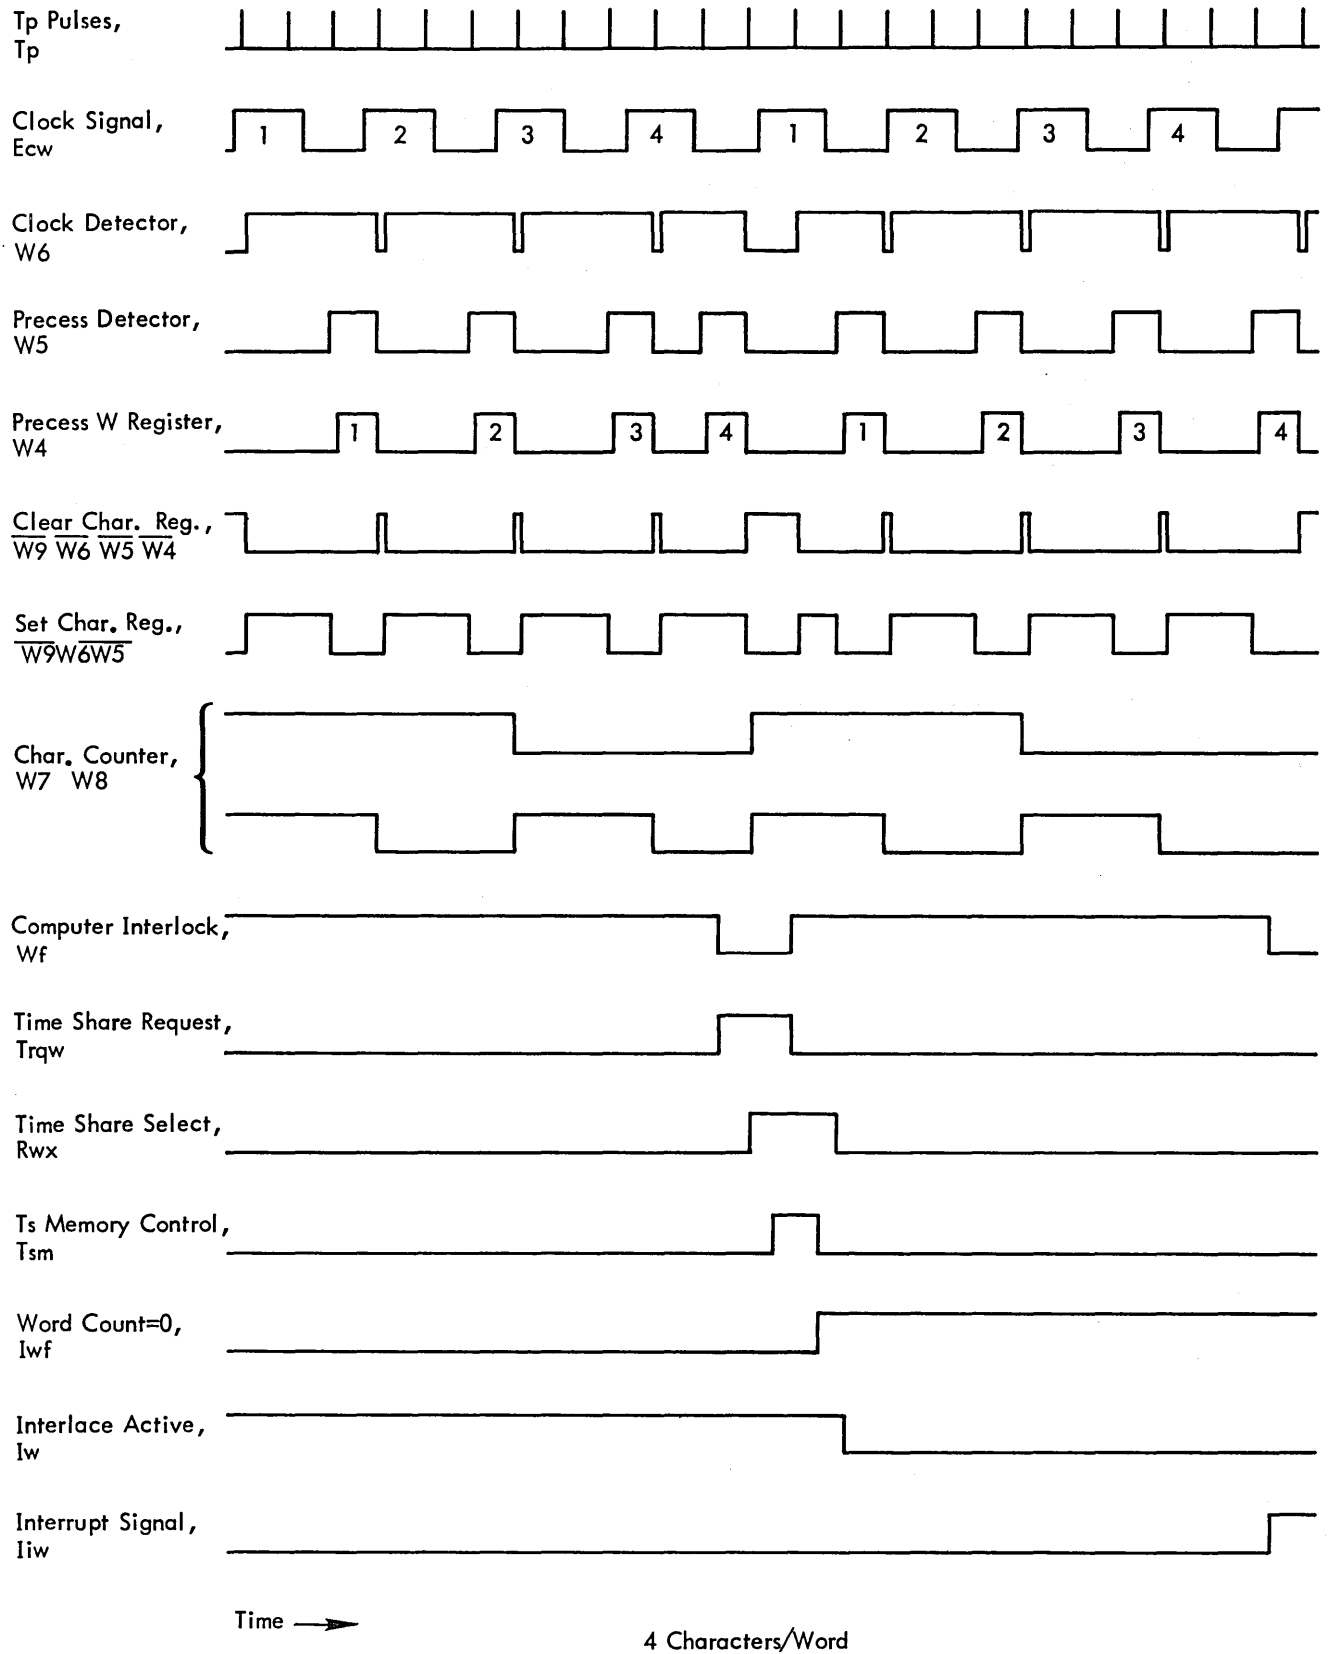 Tp Pulses,
Tp
Clock Signal,
Ecw
1 2 3 4 1 2 3 4
Clock Detector,
W6
Precess Detector,
W5
Precess W Register,
W4
1 2 3 4 1 2 3 4
Clear Char. Reg.,
W9 W6 W5 W4
Set Char. Reg.,
W9W6W5
Char. Counter,
W7 W8
Computer Interlock,
Wf
Time Share Request,
Trqw
Time Share Select,
Rwx
Ts Memory Control,
Tsm
Word Count=0,
Iwf
Interlace Active,
Iw
Interrupt Signal,
Iiw
Time
4 Characters/Word